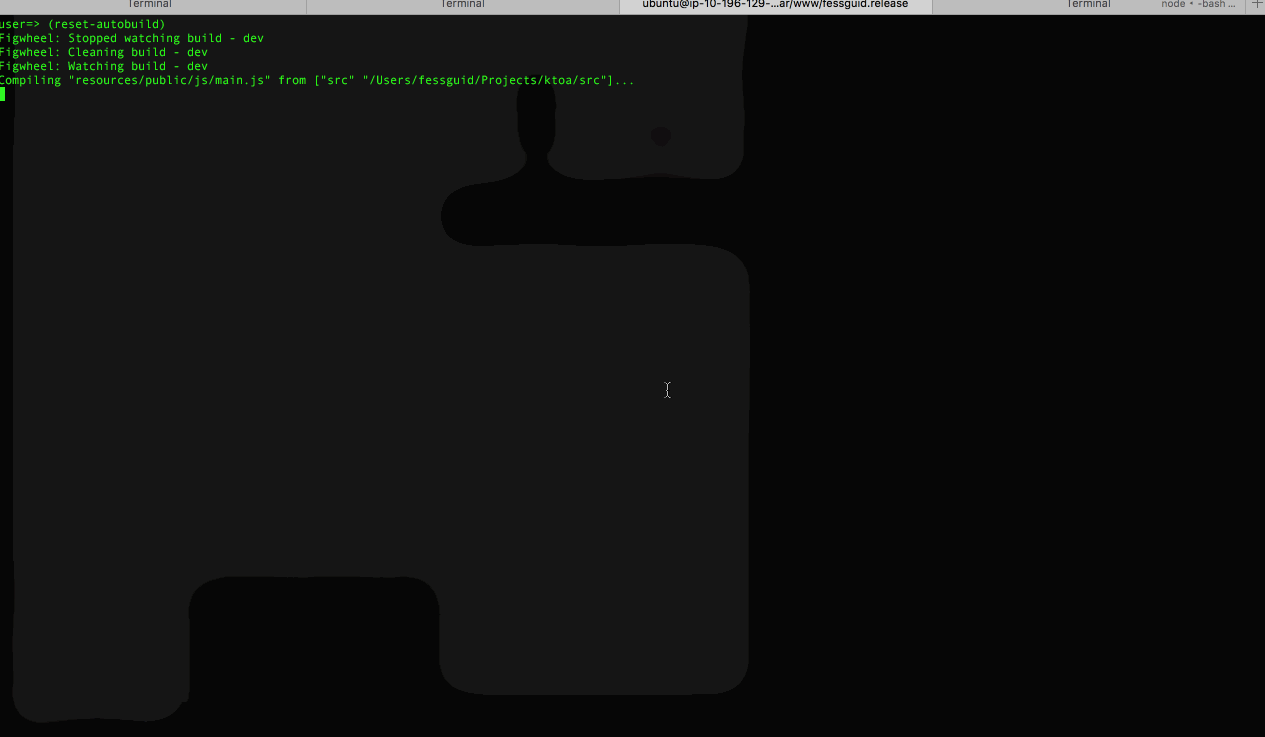 Terminal
Terminal
ubuntu@ip-10-196-129-...ar/www/fessguid.release
Terminal
node • -bash ...
user=> (reset-autobuild)
Figwheel: Stopped watching build - dev
Figwheel: Cleaning build - dev
Figwheel: Watching build - dev
Compiling "resources/public/js/main.js" from ["src" "/Users/fessguid/Projects/ktoa/src"]...